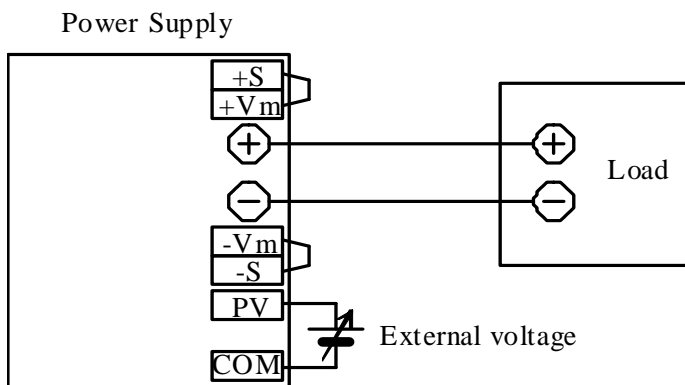 Power Supply
+S
+Vm
+ +
Load
- -
-Vm
-S
PV
External voltage
COM